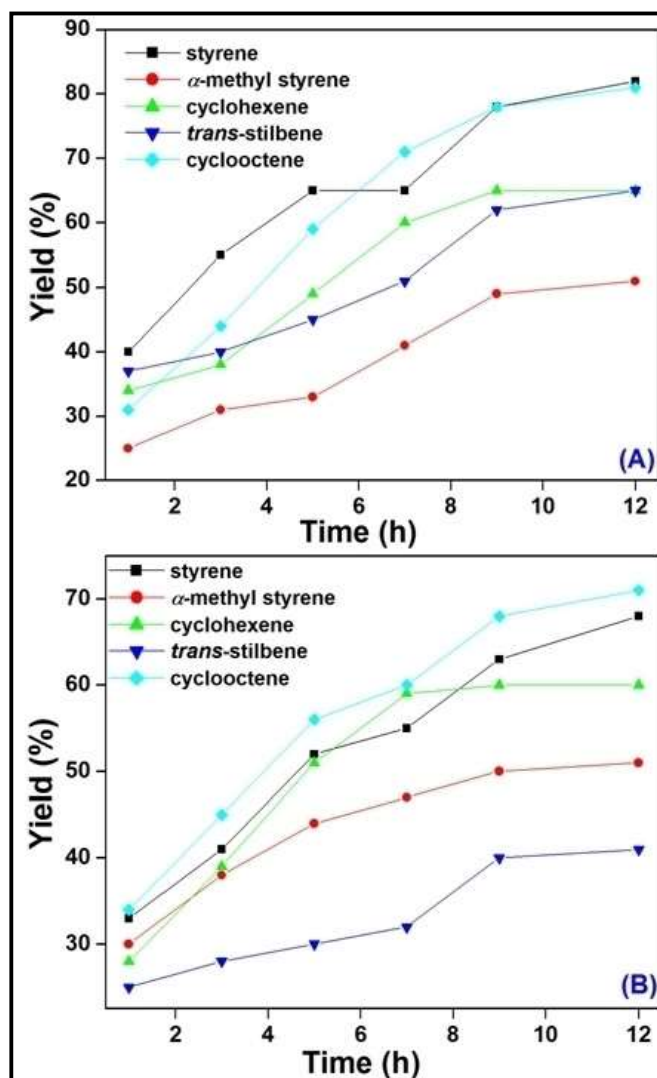 90
80
70
60
50
40
30
20
Yield (%)
styrene
α-methyl styrene
cyclohexene
trans-stilbene
cyclooctene
(A)
2 4 6 8 10 12
Time (h)
70
60
50
40
30
Yield (%)
styrene
α-methyl styrene
cyclohexene
trans-stilbene
cyclooctene
(B)
2 4 6 8 10 12
Time (h)